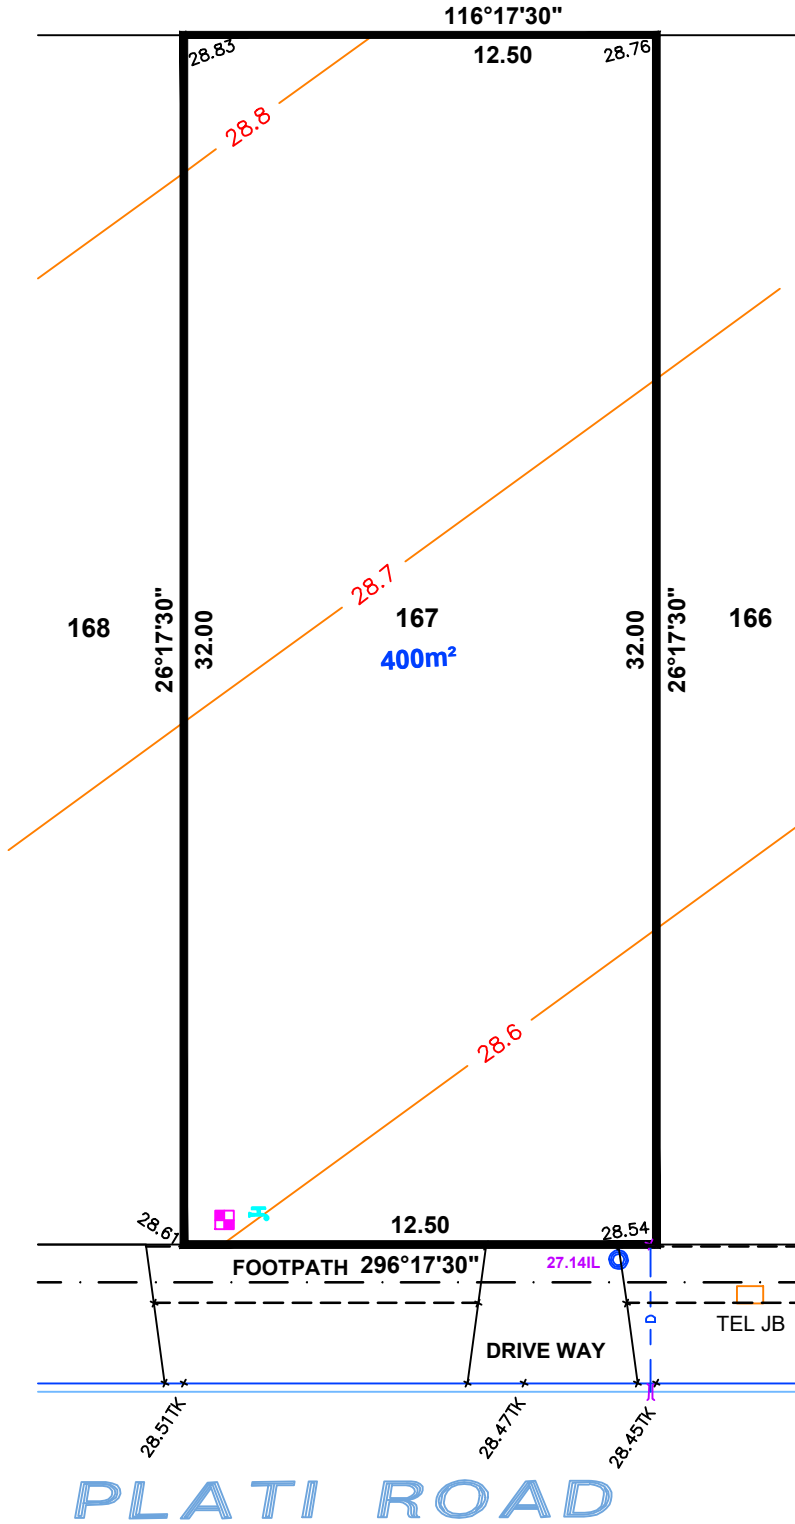 116°17'30"
28.83
12.50
28.76
28.8
28.7
168
26°17'30"
32.00
167
400m²
32.00
26°17'30"
166
28.6
28.61
12.50
28.54
FOOTPATH
296°17'30"
27.14IL
D
TEL JB
DRIVE WAY
28.51TK
28.47TK
28.45TK
PLATI ROAD